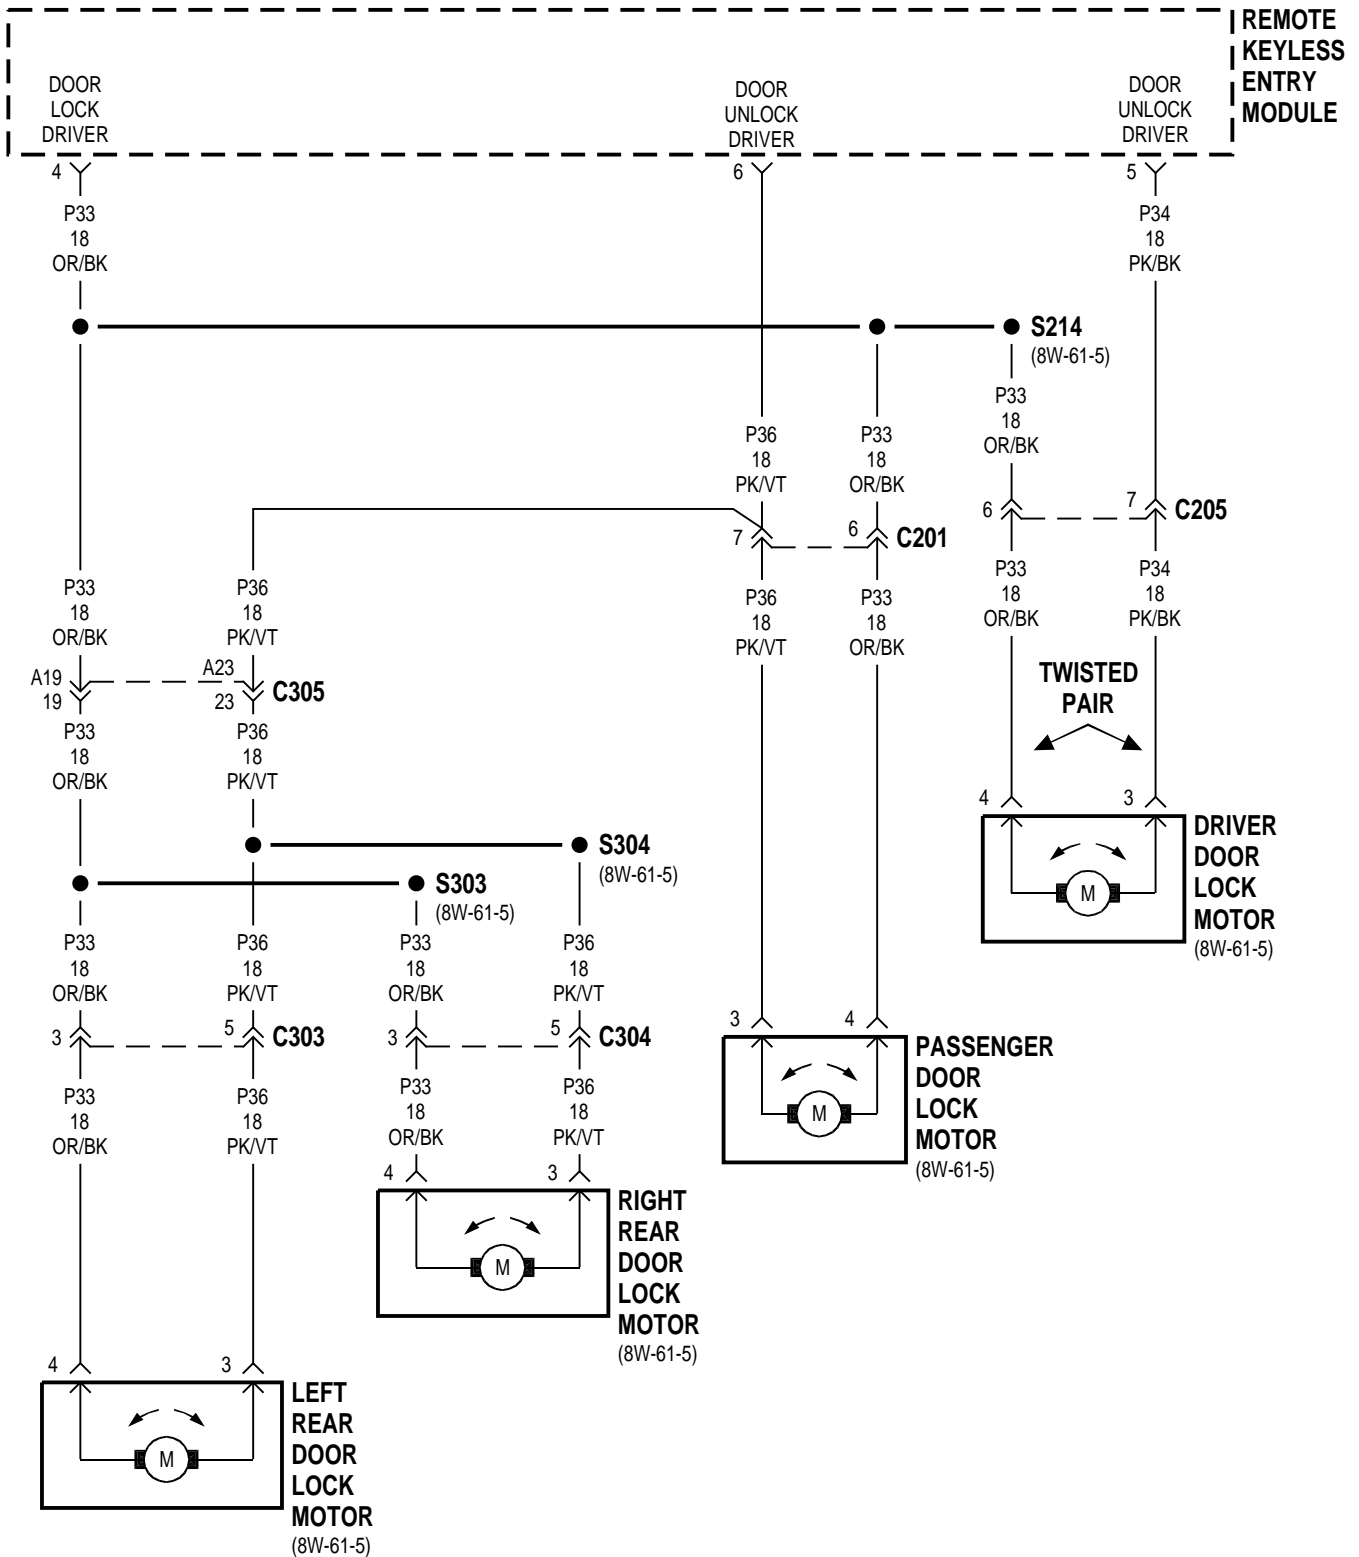 REMOTE
KEYLESS
ENTRY
MODULE
DOOR
LOCK
DRIVER
DOOR
UNLOCK
DRIVER
DOOR
UNLOCK
DRIVER
4
6
5
P33
18
OR/BK
P34
18
PK/BK
S214
(8W-61-5)
P33
18
OR/BK
P36
18
PK/VT
P33
18
OR/BK
6
7
C205
7
6
C201
P33
18
OR/BK
P34
18
PK/BK
P33
18
OR/BK
P36
18
PK/VT
P36
18
PK/VT
P33
18
OR/BK
A19
19
A23
23
C305
TWISTED
PAIR
P33
18
OR/BK
P36
18
PK/VT
4
3
M
DRIVER
DOOR
LOCK
MOTOR
(8W-61-5)
S304
(8W-61-5)
S303
(8W-61-5)
P33
18
OR/BK
P36
18
PK/VT
P33
18
OR/BK
P36
18
PK/VT
3
5
C303
3
5
C304
3
4
M
PASSENGER
DOOR
LOCK
MOTOR
(8W-61-5)
P33
18
OR/BK
P36
18
PK/VT
P33
18
OR/BK
P36
18
PK/VT
4
3
M
RIGHT
REAR
DOOR
LOCK
MOTOR
(8W-61-5)
4
3
M
LEFT
REAR
DOOR
LOCK
MOTOR
(8W-61-5)